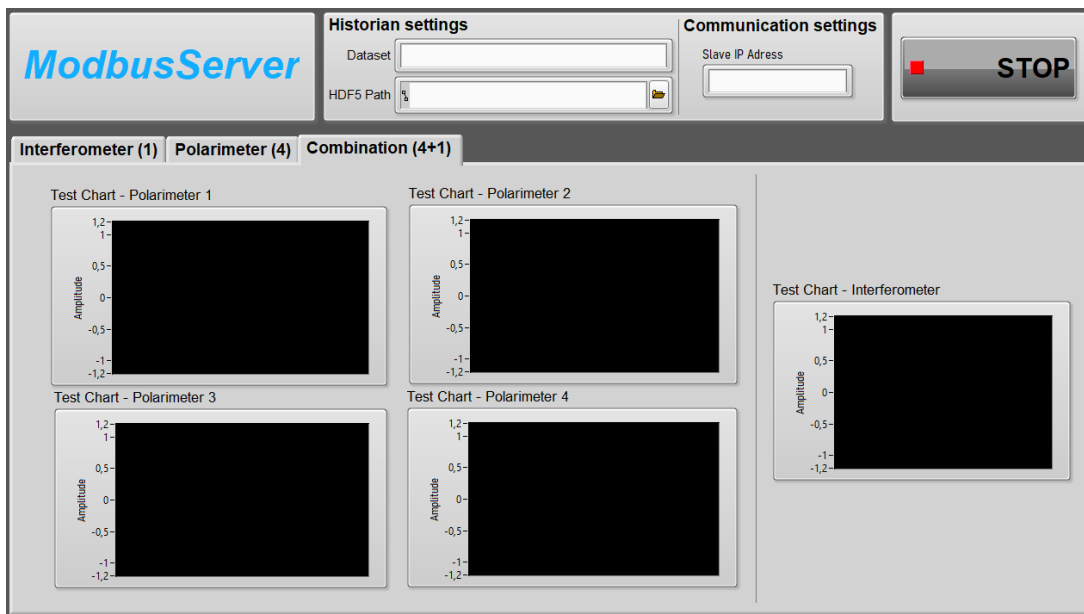 ModbusServer
Historian settings
Dataset
HDF5 Path
Communication settings
Slave IP Adress
STOP
Interferometer (1)
Polarimeter (4)
Combination (4+1)
Test Chart - Polarimeter 1
Amplitude
1,2
1
0,5
0
-0,5
-1
-1,2
Test Chart - Polarimeter 2
Amplitude
1,2
1
0,5
0
-0,5
-1
-1,2
Test Chart - Polarimeter 3
Amplitude
1,2
1
0,5
0
-0,5
-1
-1,2
Test Chart - Polarimeter 4
Amplitude
1,2
1
0,5
0
-0,5
-1
-1,2
Test Chart - Interferometer
Amplitude
1,2
1
0,5
0
-0,5
-1
-1,2